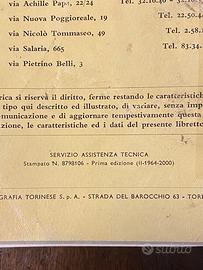 via Achille Papa, 22/24 Tel. 32.10.40 -
via Nuova Poggioreale, 19 Tel. 22.50.4
via Nicolò Tommaseo, 49 Tel. 2.58.
via Salaria, 665 Tel. 83.34.
via Pietrino Belli, 3
rica si riserva il diritto, ferme restando le caratteristiche
tipo qui descritto ed illustrato, di variare, senza imp
municazione e di aggiornare tempestivamente questa
zione, le caratteristiche ed i dati del presente libretto
SERVIZIO ASSISTENZA TECNICA
Stampato N. 8798106 - Prima edizione (II-1964-2000)
GRAFIA TORINESE S.p.A. - STRADA DEL BAROCCHIO 63 - TORI
subito